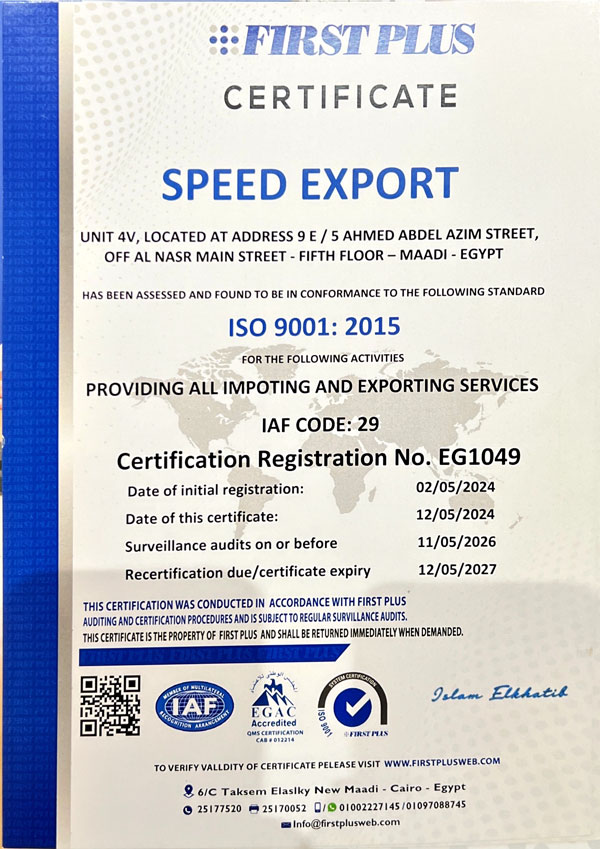 FIRST PLUS
CERTIFICATE
SPEED EXPORT
UNIT 4V, LOCATED AT ADDRESS 9 E / 5 AHMED ABDEL AZIM STREET,
OFF AL NASR MAIN STREET - FIFTH FLOOR – MAADI - EGYPT
HAS BEEN ASSESSED AND FOUND TO BE IN CONFORMANCE TO THE FOLLOWING STANDARD
ISO 9001: 2015
FOR THE FOLLOWING ACTIVITIES
PROVIDING ALL IMPOTING AND EXPORTING SERVICES
IAF CODE: 29
Certification Registration No. EG1049
Date of initial registration: 02/05/2024
Date of this certificate: 12/05/2024
Surveillance audits on or before 11/05/2026
Recertification due/certificate expiry 12/05/2027
THIS CERTIFICATION WAS CONDUCTED IN ACCORDANCE WITH FIRST PLUS
AUDITING AND CERTIFICATION PROCEDURES AND IS SUBJECT TO REGULAR SURVILLANCE AUDITS.
THIS CERTIFICATE IS THE PROPERTY OF FIRST PLUS AND SHALL BE RETURNED IMMEDIATELY WHEN DEMANDED.
MEMBER OF MULTILATERAL
IAF
RECOGNITION ARRANGEMENT
EGAC
Accredited
QMS CERTIFICATION
CAB # 012214
SYSTEM CERTIFICATION
ISO 9001
FIRST PLUS
Islam Elkhatib
TO VERIFY VALLDITY OF CERTIFICATE PELEASE VISIT WWW.FIRSTPLUSWEB.COM
6/C Taksem Elaslky New Maadi - Cairo - Egypt
25177520 25170052 / 01002227145/01097088745
Info@firstplusweb.com